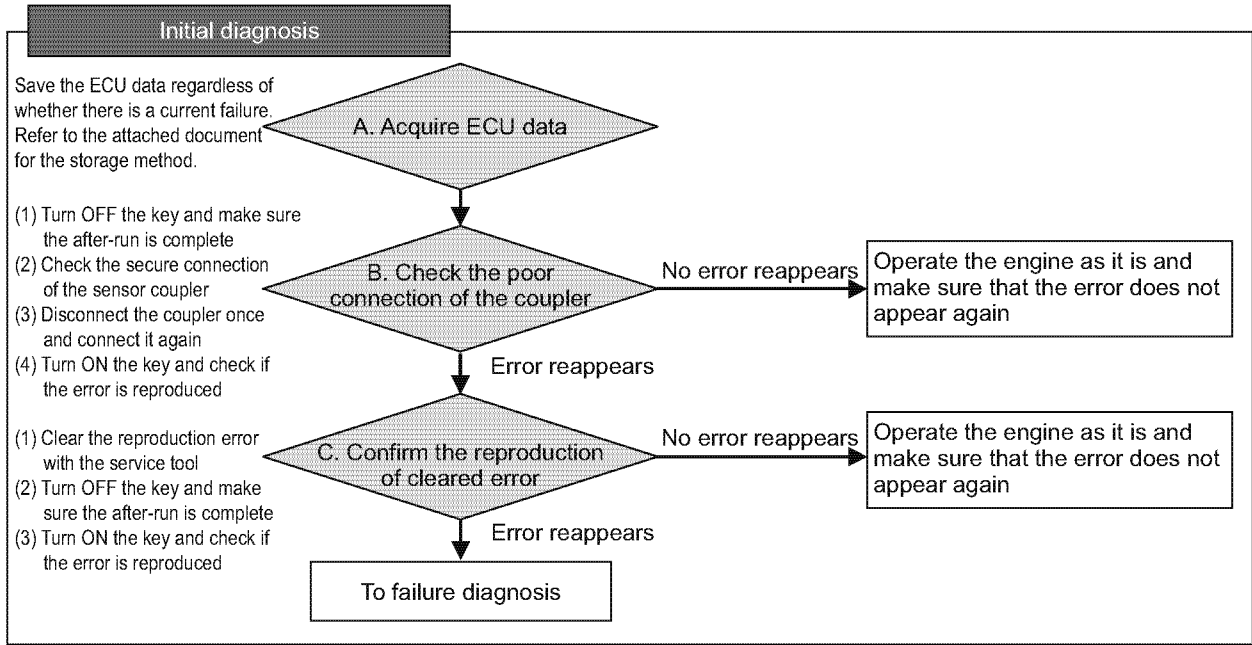 Initial diagnosis
Save the ECU data regardless of
whether there is a current failure.
Refer to the attached document
for the storage method.
A. Acquire ECU data
(1) Turn OFF the key and make sure
the after-run is complete
(2) Check the secure connection
of the sensor coupler
(3) Disconnect the coupler once
and connect it again
(4) Turn ON the key and check if
the error is reproduced
B. Check the poor
connection of the coupler
No error reappears
Operate the engine as it is and
make sure that the error does not
appear again
Error reappears
(1) Clear the reproduction error
with the service tool
(2) Turn OFF the key and make
sure the after-run is complete
(3) Turn ON the key and check if
the error is reproduced
C. Confirm the reproduction
of cleared error
No error reappears
Operate the engine as it is and
make sure that the error does not
appear again
Error reappears
To failure diagnosis